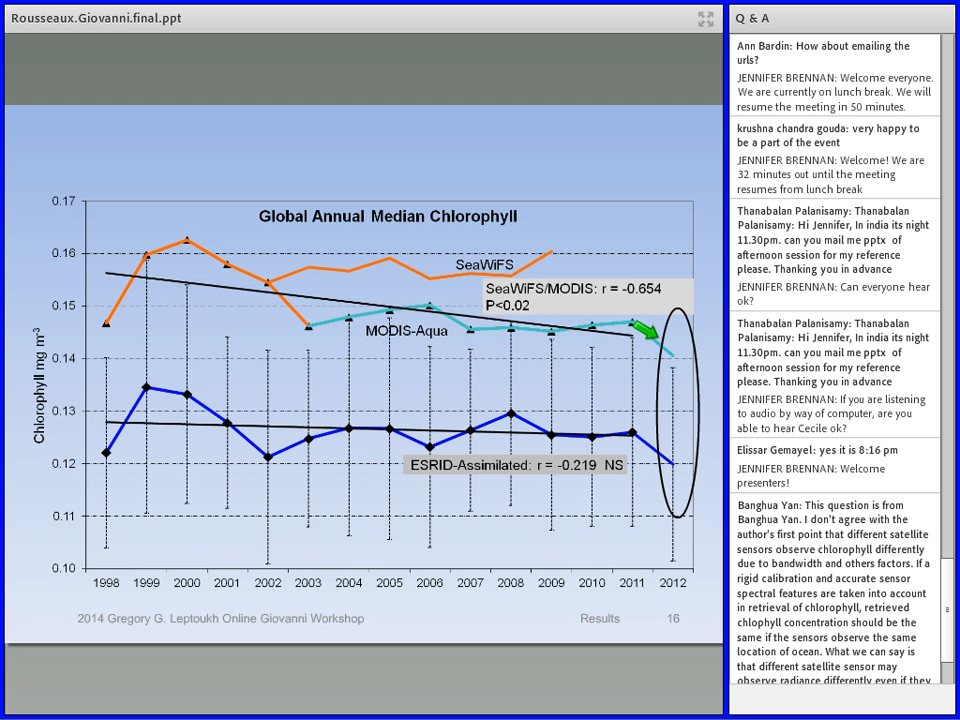 Rousseaux.Giovanni.final.ppt
Global Annual Median Chlorophyll
0.17
0.16
0.15
0.14
0.13
0.12
0.11
0.10
Chlorophyll mg m-3
SeaWiFS
SeaWiFS/MODIS: r = -0.654
P<0.02
MODIS-Aqua
ESRID-Assimilated: r = -0.219 NS
1998 1999 2000 2001 2002 2003 2004 2005 2006 2007 2008 2009 2010 2011 2012
2014 Gregory G. Leptoukh Online Giovanni Workshop
Results
16
Q & A
Ann Bardin: How about emailing the
urls?
JENNIFER BRENNAN: Welcome everyone.
We are currently on lunch break. We will
resume the meeting in 50 minutes.
krushna chandra gouda: very happy to
be a part of the event
JENNIFER BRENNAN: Welcome! We are
32 minutes out until the meeting
resumes from lunch break
Thanabalan Palanisamy: Thanabalan
Palanisamy: Hi Jennifer, In india its night
11.30pm. can you mail me pptx of
afternoon session for my reference
please. Thanking you in advance
JENNIFER BRENNAN: Can everyone hear
ok?
Thanabalan Palanisamy: Thanabalan
Palanisamy: Hi Jennifer, In india its night
11.30pm. can you mail me pptx of
afternoon session for my reference
please. Thanking you in advance
JENNIFER BRENNAN: If you are listening
to audio by way of computer, are you
able to hear Cecile ok?
Elissar Gemayel: yes it is 8:16 pm
JENNIFER BRENNAN: Welcome
presenters!
Banghua Yan: This question is from
Banghua Yan. I don't agree with the
author's first point that different satellite
sensors observe chlorophyll differently
due to bandwidth and others factors. If a
rigid calibration and accurate sensor
spectral features are taken into account
in retrieval of chlorophyll, retrieved
chlophyll concentration should be the
same if the sensors observe the same
location of ocean. What we can say is
that different satellite sensor may
observe radiance differently even if they